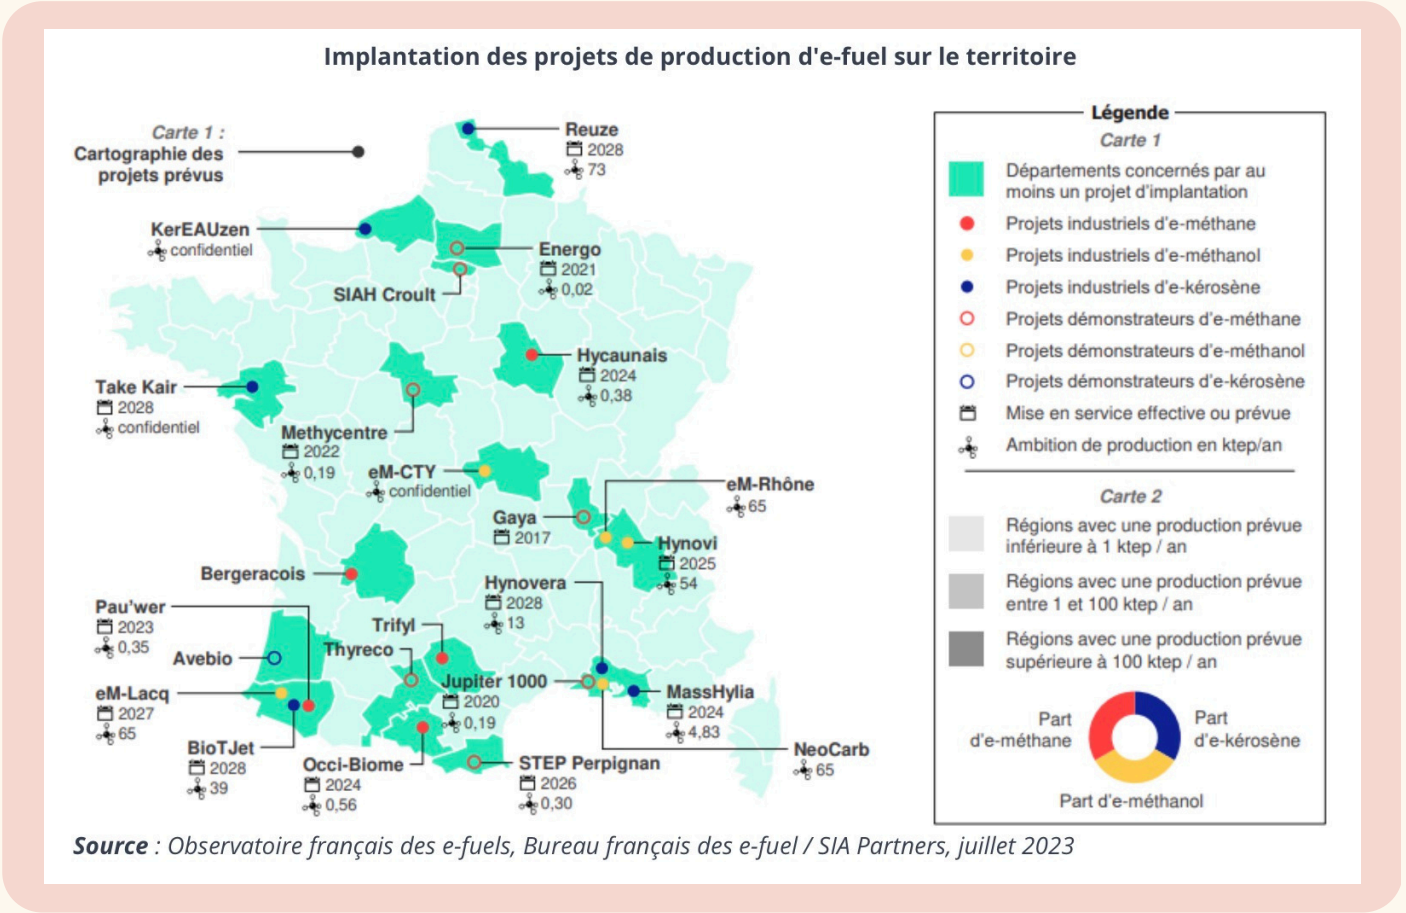 Implantation des projets de production d'e-fuel sur le territoire
Carte 1 :
Cartographie des
projets prévus
Reuze
2028
73
KerEAUzen
confidentiel
Energo
2021
0,02
SIAH Croult
Hycaunais
2024
0,38
Take Kair
2028
confidentiel
Methycentre
2022
0,19
eM-CTY
confidentiel
eM-Rhône
65
Gaya
2017
Hynovi
2025
54
Bergeracois
Hynovera
2028
13
Pau'wer
2023
0,35
Trifyl
Thyreco
Avebio
Jupiter 1000
2020
0,19
eM-Lacq
2027
65
MassHylia
2024
4,83
BioTJet
2028
39
Occi-Biome
2024
0,56
STEP Perpignan
2026
0,30
NeoCarb
65
Légende
Carte 1
Départements concernés par au
moins un projet d'implantation
Projets industriels d'e-méthane
Projets industriels d'e-méthanol
Projets industriels d'e-kérosène
Projets démonstrateurs d'e-méthane
Projets démonstrateurs d'e-méthanol
Projets démonstrateurs d'e-kérosène
Mise en service effective ou prévue
Ambition de production en ktep/an
Carte 2
Régions avec une production prévue
inférieure à 1 ktep / an
Régions avec une production prévue
entre 1 et 100 ktep / an
Régions avec une production prévue
supérieure à 100 ktep / an
Part
d'e-méthane
Part
d'e-kérosène
Part d'e-méthanol
Source : Observatoire français des e-fuels, Bureau français des e-fuel / SIA Partners, juillet 2023